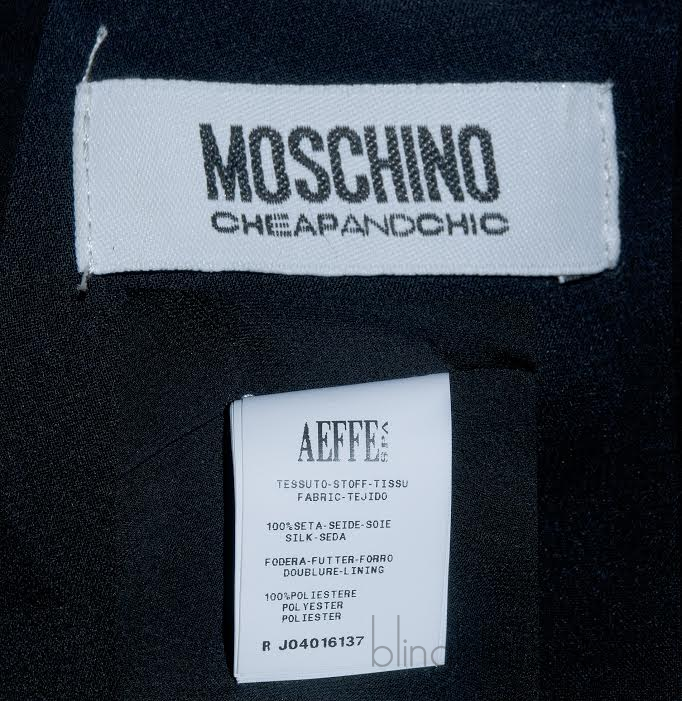 MOSCHINO
CHEAPANDCHIC
AEFFE SPA
TESSUTO-STOFF-TISSU
FABRIC-TEJIDO
100%SETA-SEIDE-SOIE
SILK-SEDA
FODERA-FUTTER-FORRO
DOUBLURE-LINING
100%POLIESTERE
POLYESTER
POLIESTER
R J04016137